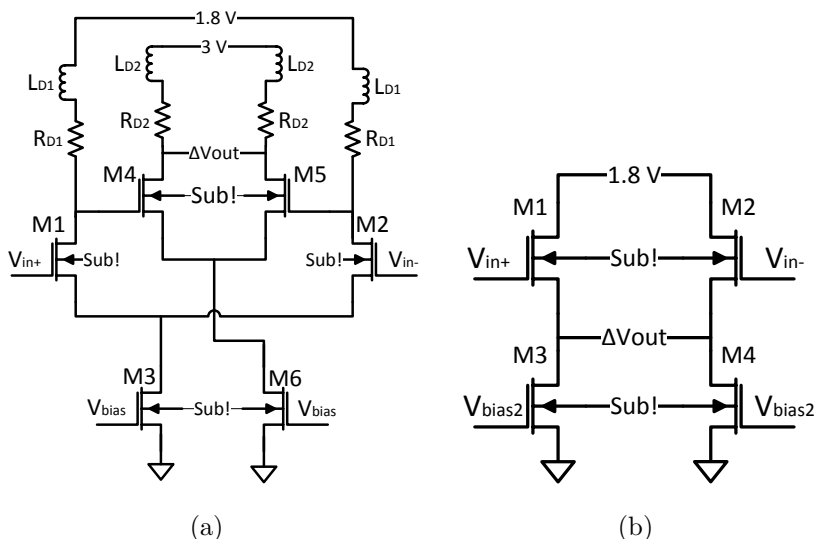 1.8 V
3 V
LD1
LD2
LD2
LD1
RD1
RD2
RD2
RD1
ΔVout
M4
M5
Sub!
M1
M2
Vin+
Sub!
Sub!
Vin-
M3
M6
Vbias
Sub!
Vbias
(a)
1.8 V
M1
M2
Vin+
Sub!
Vin-
ΔVout
M3
M4
Vbias2
Sub!
Vbias2
(b)